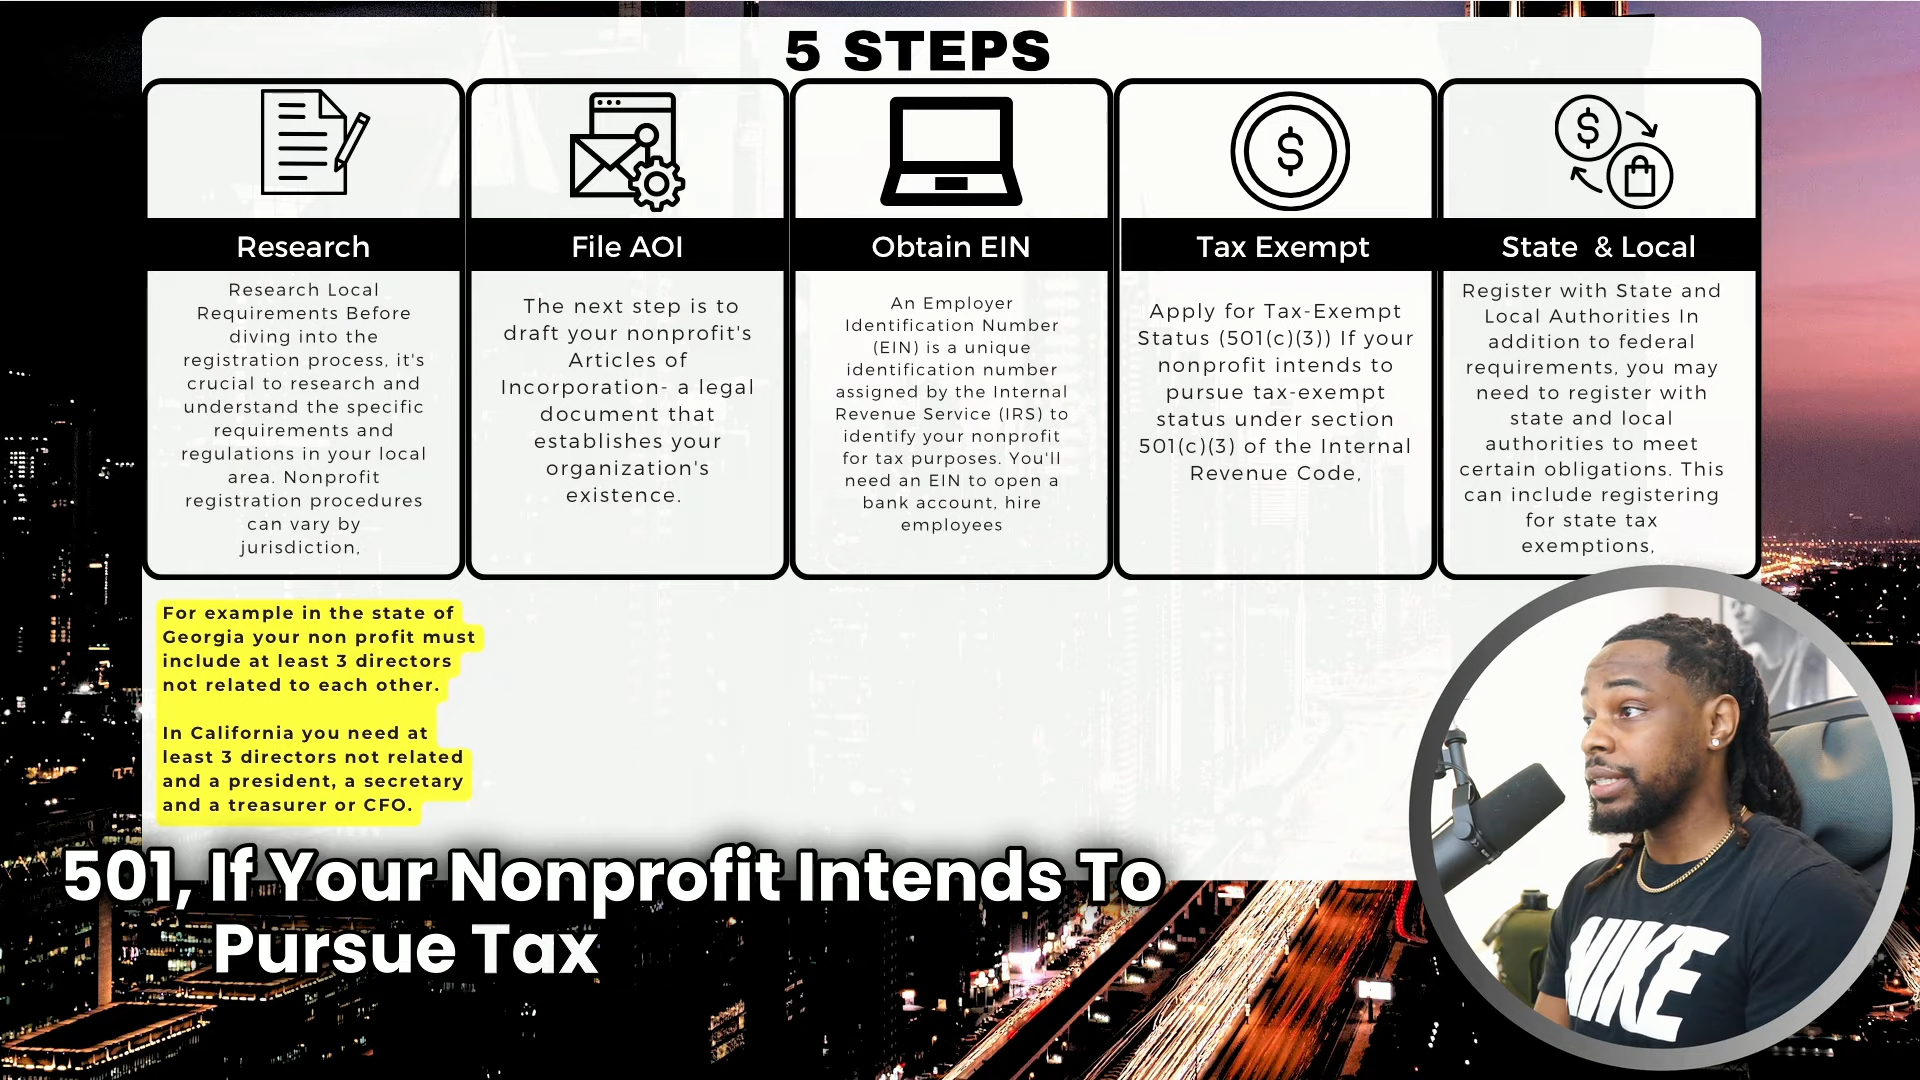 5 STEPS
Research
Research Local
Requirements Before
diving into the
registration process, it's
crucial to research and
understand the specific
requirements and
regulations in your local
area. Nonprofit
registration procedures
can vary by
jurisdiction,
File AOI
The next step is to
draft your nonprofit's
Articles of
Incorporation- a legal
document that
establishes your
organization's
existence.
Obtain EIN
An Employer
Identification Number
(EIN) is a unique
identification number
assigned by the Internal
Revenue Service (IRS) to
identify your nonprofit
for tax purposes. You'll
need an EIN to open a
bank account, hire
employees
Tax Exempt
Apply for Tax-Exempt
Status (501(c)(3)) If your
nonprofit intends to
pursue tax-exempt
status under section
501(c)(3) of the Internal
Revenue Code,
State & Local
Register with State and
Local Authorities In
addition to federal
requirements, you may
need to register with
state and local
authorities to meet
certain obligations. This
can include registering
for state tax
exemptions,
For example in the state of
Georgia your non profit must
include at least 3 directors
not related to each other.
In California you need at
least 3 directors not related
and a president, a secretary
and a treasurer or CFO.
501, If Your Nonprofit Intends To
Pursue Tax
NIKE